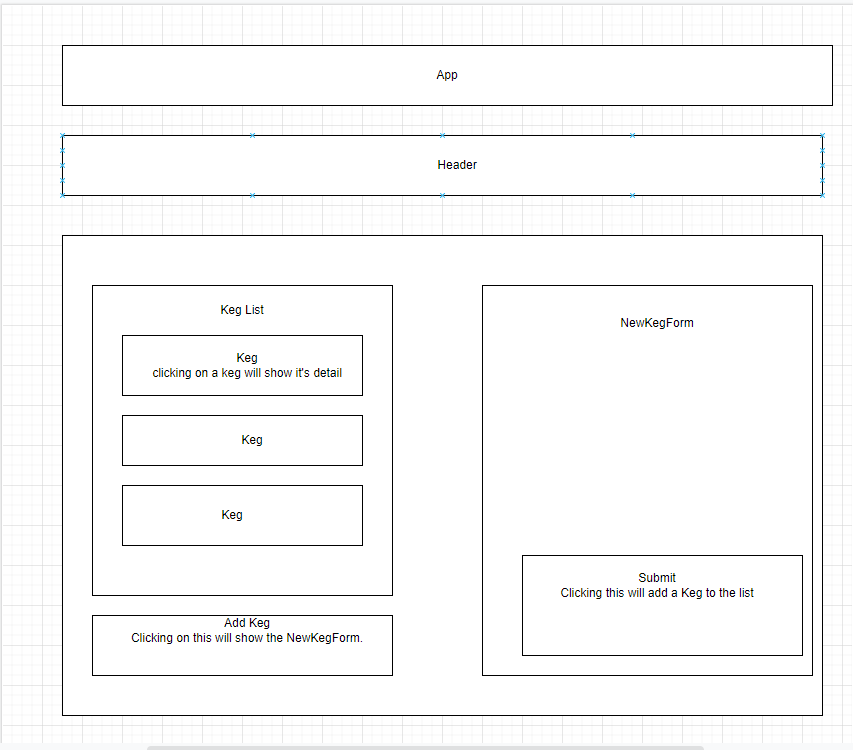 App
Header
Keg List
Keg
clicking on a keg will show it's detail
Keg
Keg
Add Keg
Clicking on this will show the NewKegForm.
NewKegForm
Submit
Clicking this will add a Keg to the list